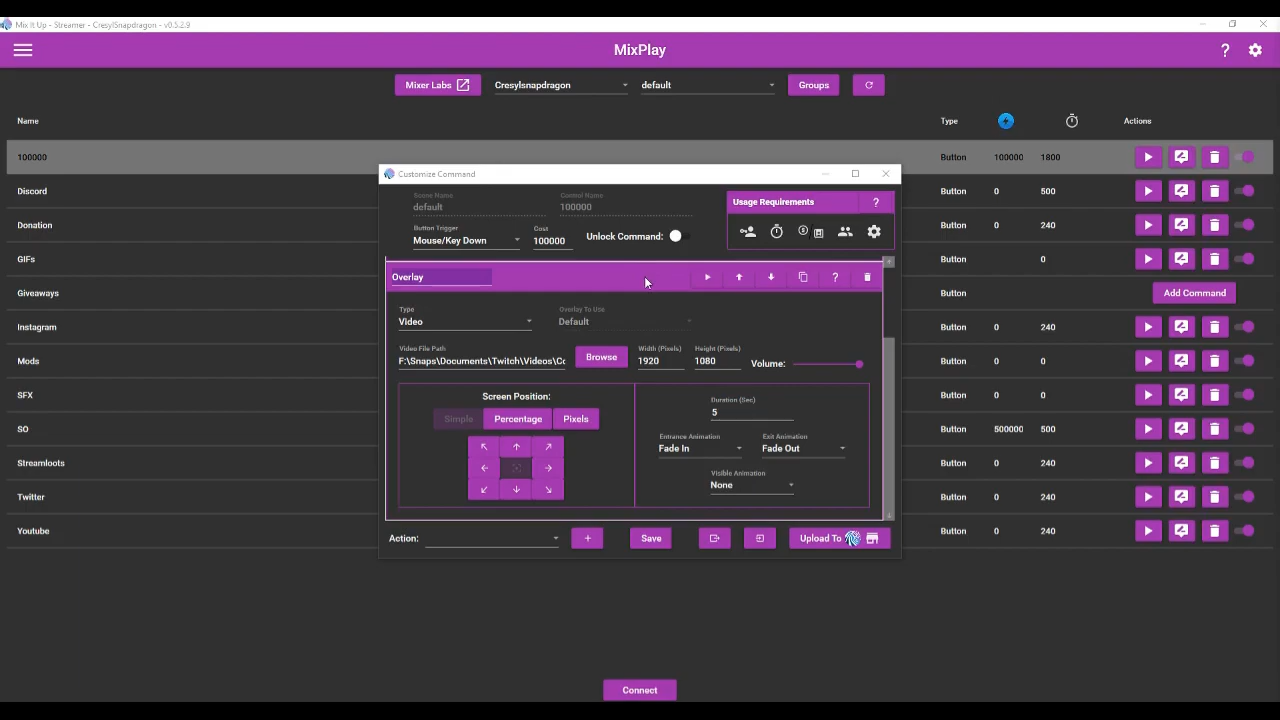 Mix It Up - Streamer - CresylSnapdragon - v0.5.2.9
MixPlay
?
Mixer Labs
Cresylsnapdragon
default
Groups
Name
Type
Actions
100000
Button
100000
1800
Discord
Button
0
500
Donation
Button
0
240
GIFs
Button
0
Giveaways
Button
Add Command
Instagram
Button
0
240
Mods
Button
0
0
SFX
Button
0
0
SO
Button
500000
500
Streamloots
Button
0
240
Twitter
Button
0
240
Youtube
Button
0
240
Customize Command
Scene Name
default
Control Name
100000
Button Trigger
Mouse/Key Down
Cost
100000
Unlock Command:
Usage Requirements
?
Overlay
?
Type
Video
Overlay To Use
Default
Video File Path
F:\Snaps\Documents\Twitch\Videos\Cc
Browse
Width (Pixels)
1920
Height (Pixels)
1080
Volume:
Screen Position:
Simple
Percentage
Pixels
Duration (Sec)
5
Entrance Animation
Fade In
Exit Animation
Fade Out
Visible Animation
None
Action:
+
Save
Upload To
Connect